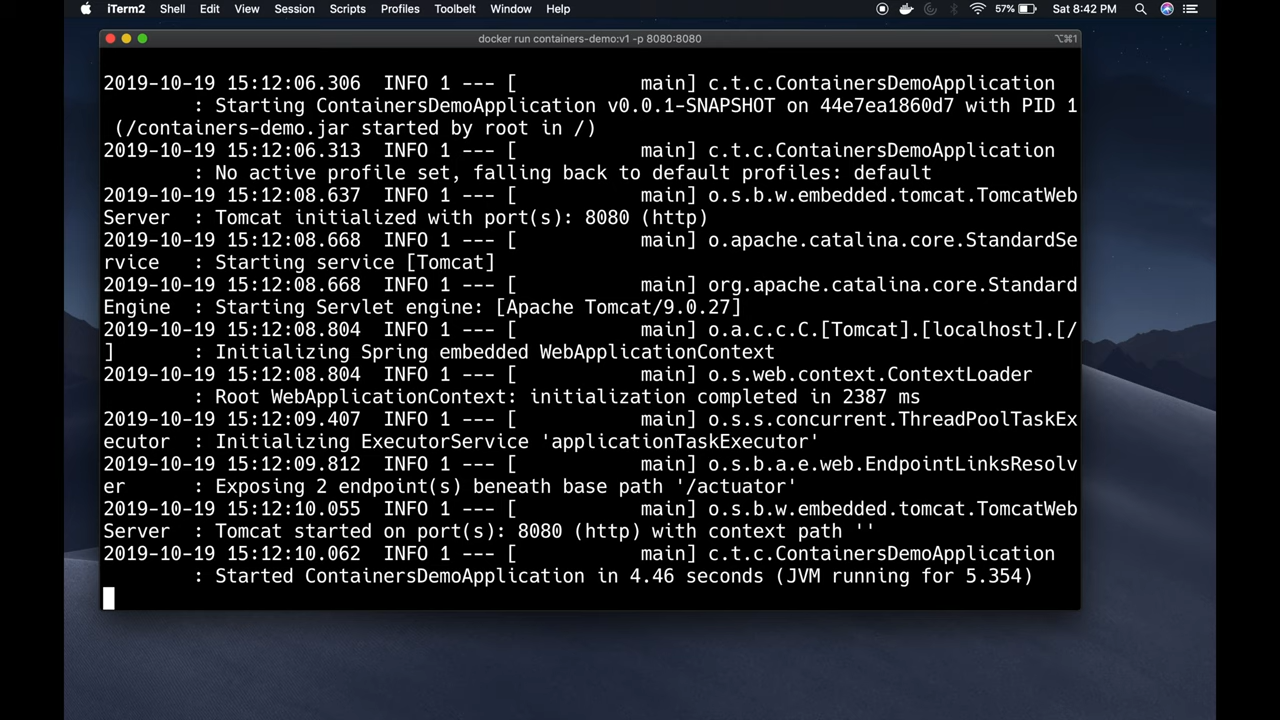 iTerm2 Shell Edit View Session Scripts Profiles Toolbelt Window Help 57% Sat 8:42 PM
docker run containers-demo:v1 -p 8080:8080 ⌥⌘1
2019-10-19 15:12:06.306  INFO 1 --- [           main] c.t.c.ContainersDemoApplication
: Starting ContainersDemoApplication v0.0.1-SNAPSHOT on 44e7ea1860d7 with PID 1
(/containers-demo.jar started by root in /)
2019-10-19 15:12:06.313  INFO 1 --- [           main] c.t.c.ContainersDemoApplication
: No active profile set, falling back to default profiles: default
2019-10-19 15:12:08.637  INFO 1 --- [           main] o.s.b.w.embedded.tomcat.TomcatWeb
Server  : Tomcat initialized with port(s): 8080 (http)
2019-10-19 15:12:08.668  INFO 1 --- [           main] o.apache.catalina.core.StandardSe
rvice   : Starting service [Tomcat]
2019-10-19 15:12:08.668  INFO 1 --- [           main] org.apache.catalina.core.Standard
Engine  : Starting Servlet engine: [Apache Tomcat/9.0.27]
2019-10-19 15:12:08.804  INFO 1 --- [           main] o.a.c.c.C.[Tomcat].[localhost].[/
]       : Initializing Spring embedded WebApplicationContext
2019-10-19 15:12:08.804  INFO 1 --- [           main] o.s.web.context.ContextLoader
: Root WebApplicationContext: initialization completed in 2387 ms
2019-10-19 15:12:09.407  INFO 1 --- [           main] o.s.s.concurrent.ThreadPoolTaskEx
ecutor  : Initializing ExecutorService 'applicationTaskExecutor'
2019-10-19 15:12:09.812  INFO 1 --- [           main] o.s.b.a.e.web.EndpointLinksResolv
er      : Exposing 2 endpoint(s) beneath base path '/actuator'
2019-10-19 15:12:10.055  INFO 1 --- [           main] o.s.b.w.embedded.tomcat.TomcatWeb
Server  : Tomcat started on port(s): 8080 (http) with context path ''
2019-10-19 15:12:10.062  INFO 1 --- [           main] c.t.c.ContainersDemoApplication
: Started ContainersDemoApplication in 4.46 seconds (JVM running for 5.354)